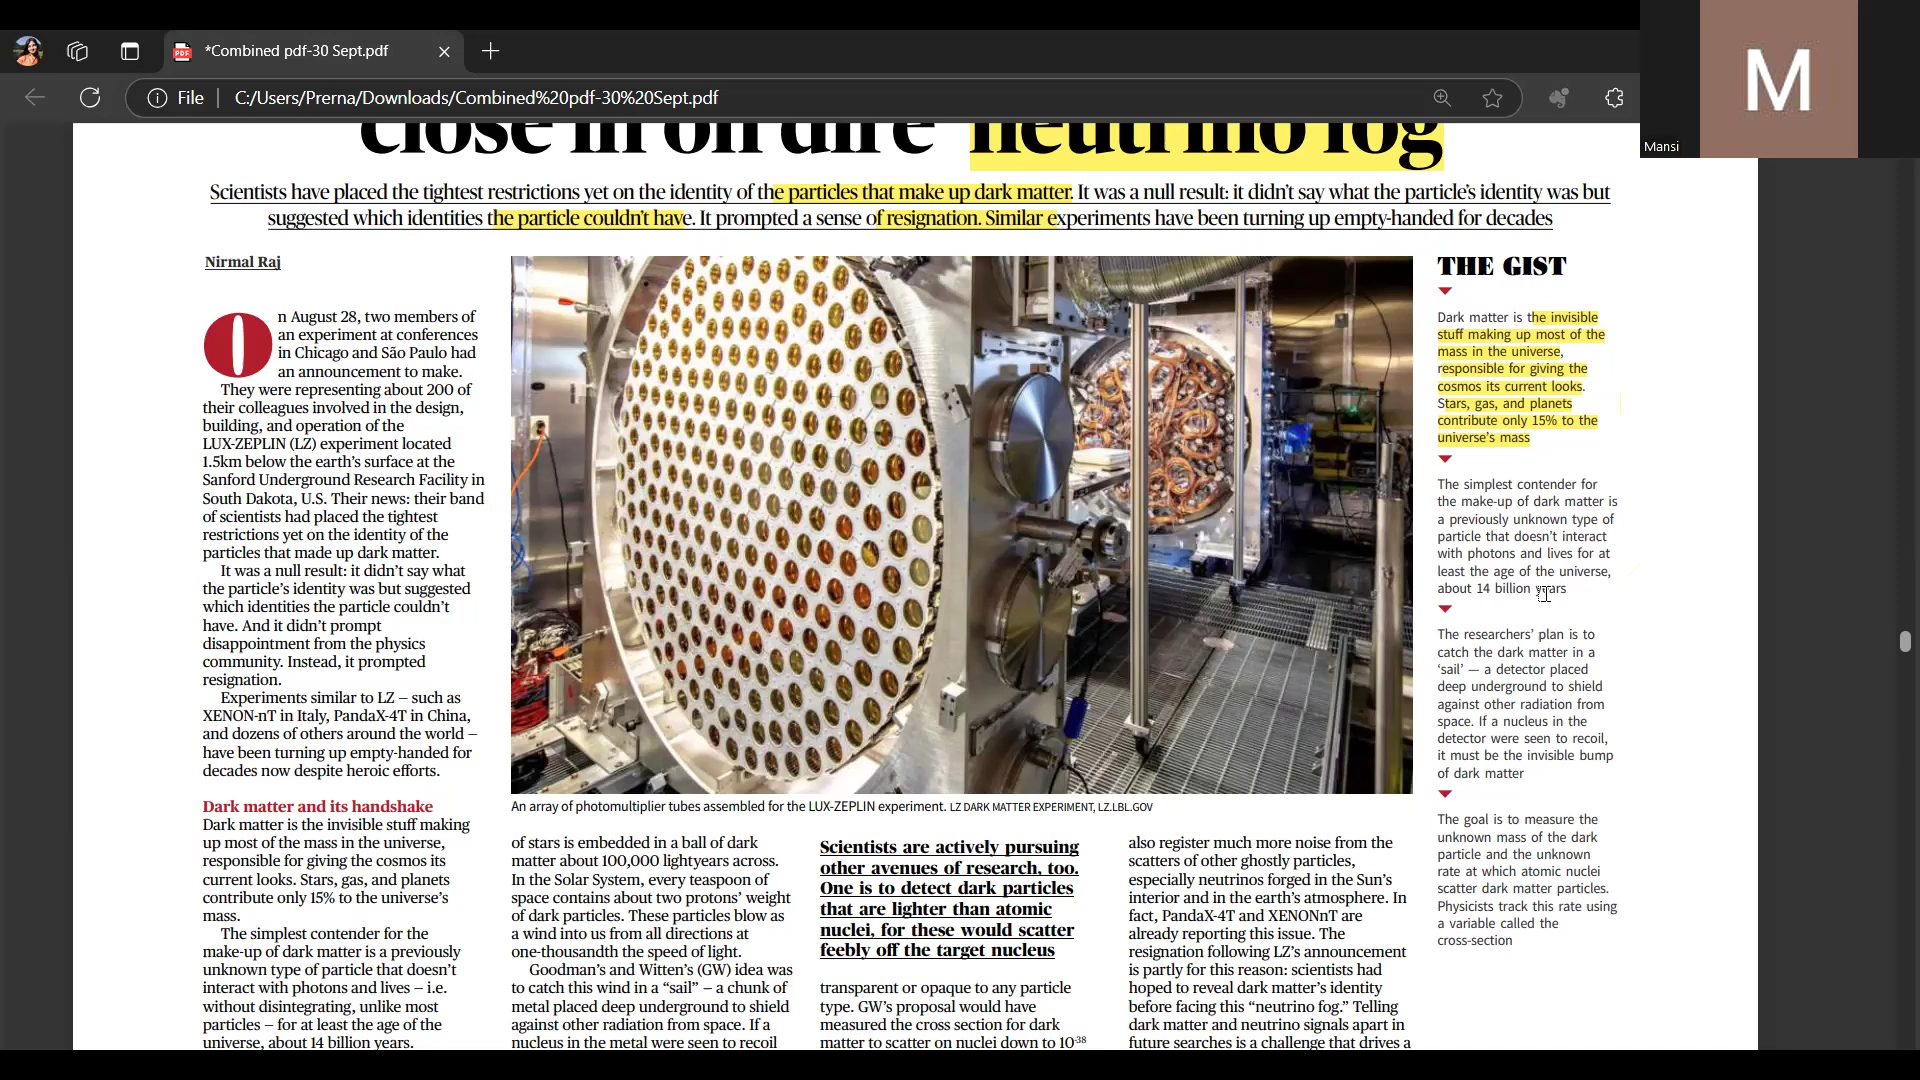 *Combined pdf-30 Sept.pdf
File
C:/Users/Prerna/Downloads/Combined%20pdf-30%20Sept.pdf
M
Mansi
close in on dire 'neutrino fog'
Scientists have placed the tightest restrictions yet on the identity of the particles that make up dark matter. It was a null result: it didn't say what the particle's identity was but
suggested which identities the particle couldn't have. It prompted a sense of resignation. Similar experiments have been turning up empty-handed for decades
Nirmal Raj
On August 28, two members of
an experiment at conferences
in Chicago and São Paulo had
an announcement to make.
They were representing about 200 of
their colleagues involved in the design,
building, and operation of the
LUX-ZEPLIN (LZ) experiment located
1.5km below the earth's surface at the
Sanford Underground Research Facility in
South Dakota, U.S. Their news: their band
of scientists had placed the tightest
restrictions yet on the identity of the
particles that made up dark matter.
It was a null result: it didn't say what
the particle's identity was but suggested
which identities the particle couldn't
have. And it didn't prompt
disappointment from the physics
community. Instead, it prompted
resignation.
Experiments similar to LZ – such as
XENON-nT in Italy, PandaX-4T in China,
and dozens of others around the world –
have been turning up empty-handed for
decades now despite heroic efforts.
Dark matter and its handshake
Dark matter is the invisible stuff making
up most of the mass in the universe,
responsible for giving the cosmos its
current looks. Stars, gas, and planets
contribute only 15% to the universe's
mass.
The simplest contender for the
make-up of dark matter is a previously
unknown type of particle that doesn't
interact with photons and lives – i.e.
without disintegrating, unlike most
particles – for at least the age of the
universe, about 14 billion years.
An array of photomultiplier tubes assembled for the LUX-ZEPLIN experiment. LZ DARK MATTER EXPERIMENT, LZ.LBL.GOV
of stars is embedded in a ball of dark
matter about 100,000 lightyears across.
In the Solar System, every teaspoon of
space contains about two protons' weight
of dark particles. These particles blow as
a wind into us from all directions at
one-thousandth the speed of light.
Goodman's and Witten's (GW) idea was
to catch this wind in a "sail" – a chunk of
metal placed deep underground to shield
against other radiation from space. If a
nucleus in the metal were seen to recoil
Scientists are actively pursuing
other avenues of research, too.
One is to detect dark particles
that are lighter than atomic
nuclei, for these would scatter
feebly off the target nucleus
transparent or opaque to any particle
type. GW's proposal would have
measured the cross section for dark
matter to scatter on nuclei down to 10-38
also register much more noise from the
scatters of other ghostly particles,
especially neutrinos forged in the Sun's
interior and in the earth's atmosphere. In
fact, PandaX-4T and XENONnT are
already reporting this issue. The
resignation following LZ's announcement
is partly for this reason: scientists had
hoped to reveal dark matter's identity
before facing this "neutrino fog." Telling
dark matter and neutrino signals apart in
future searches is a challenge that drives a
THE GIST
Dark matter is the invisible
stuff making up most of the
mass in the universe,
responsible for giving the
cosmos its current looks.
Stars, gas, and planets
contribute only 15% to the
universe's mass
The simplest contender for
the make-up of dark matter is
a previously unknown type of
particle that doesn't interact
with photons and lives for at
least the age of the universe,
about 14 billion years
The researchers' plan is to
catch the dark matter in a
'sail' — a detector placed
deep underground to shield
against other radiation from
space. If a nucleus in the
detector were seen to recoil,
it must be the invisible bump
of dark matter
The goal is to measure the
unknown mass of the dark
particle and the unknown
rate at which atomic nuclei
scatter dark matter particles.
Physicists track this rate using
a variable called the
cross-section